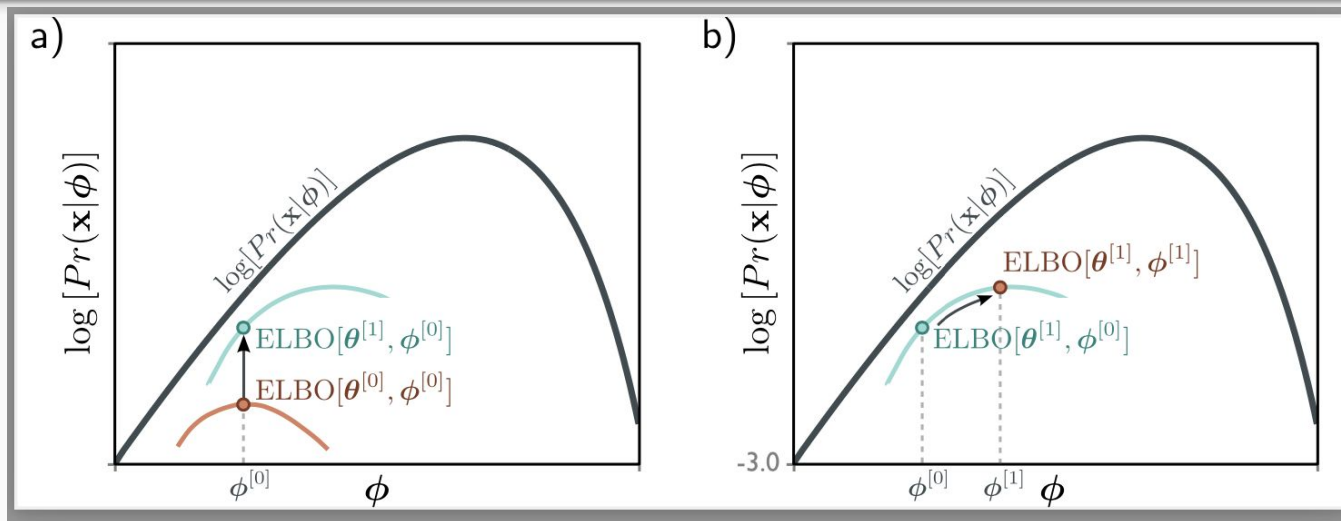 a)
log [Pr(x|ϕ)]
log[Pr(x|ϕ)]
ELBO[θ^[1], ϕ^[0]]
ELBO[θ^[0], ϕ^[0]]
ϕ^[0]
ϕ
b)
log [Pr(x|ϕ)]
log[Pr(x|ϕ)]
ELBO[θ^[1], ϕ^[1]]
ELBO[θ^[1], ϕ^[0]]
-3.0
ϕ^[0] ϕ^[1] ϕ